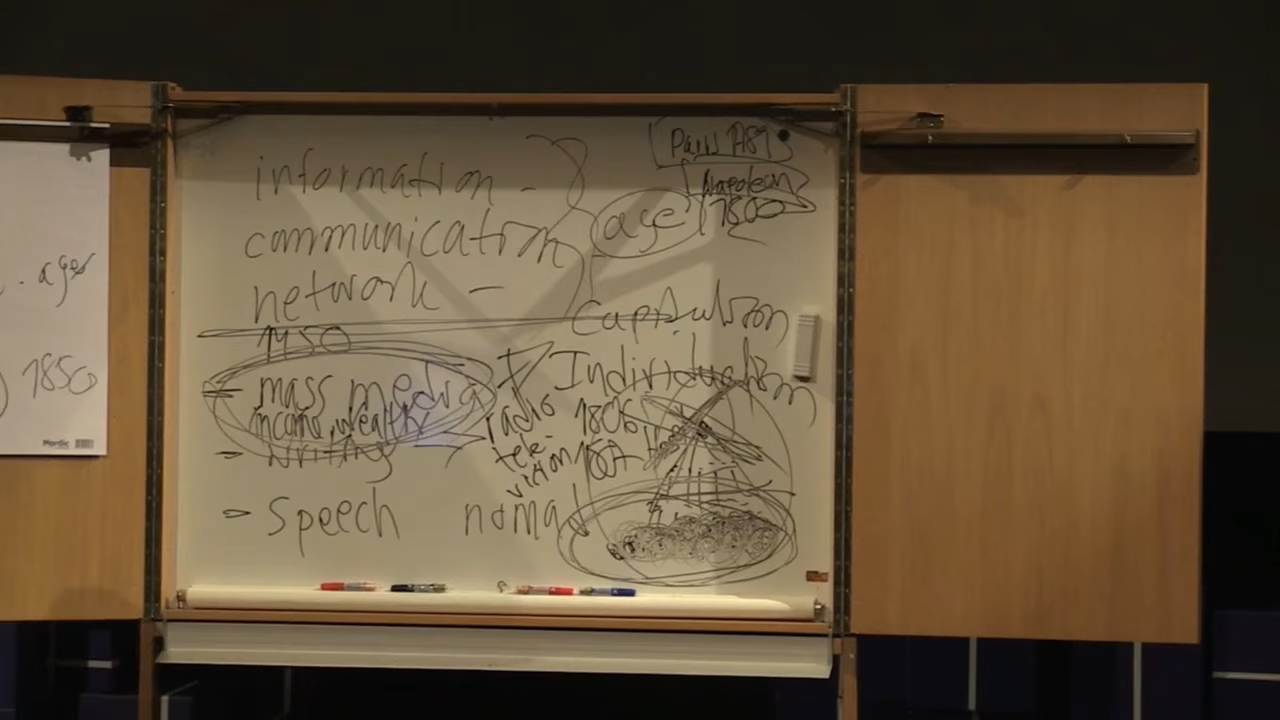 information -
communication
network -
1450
- mass media
income, wealth
- writing
- speech
nomad
Paris 1789
Napoleon
1800
age
Capitalism
Individualism
radio 1806
tele-
vision
. ages
1850
Nordic